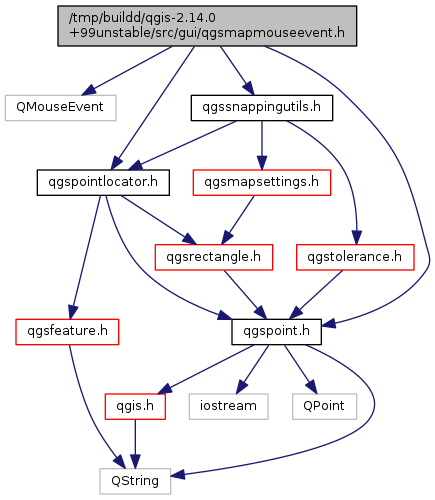 /tmp/buildd/qgis-2.14.0
+99unstable/src/gui/qgsmapmouseevent.h
QMouseEvent
qgssnappingutils.h
qgspointlocator.h
qgsmapsettings.h
qgsrectangle.h
qgstolerance.h
qgsfeature.h
qgspoint.h
qgis.h
iostream
QPoint
QString